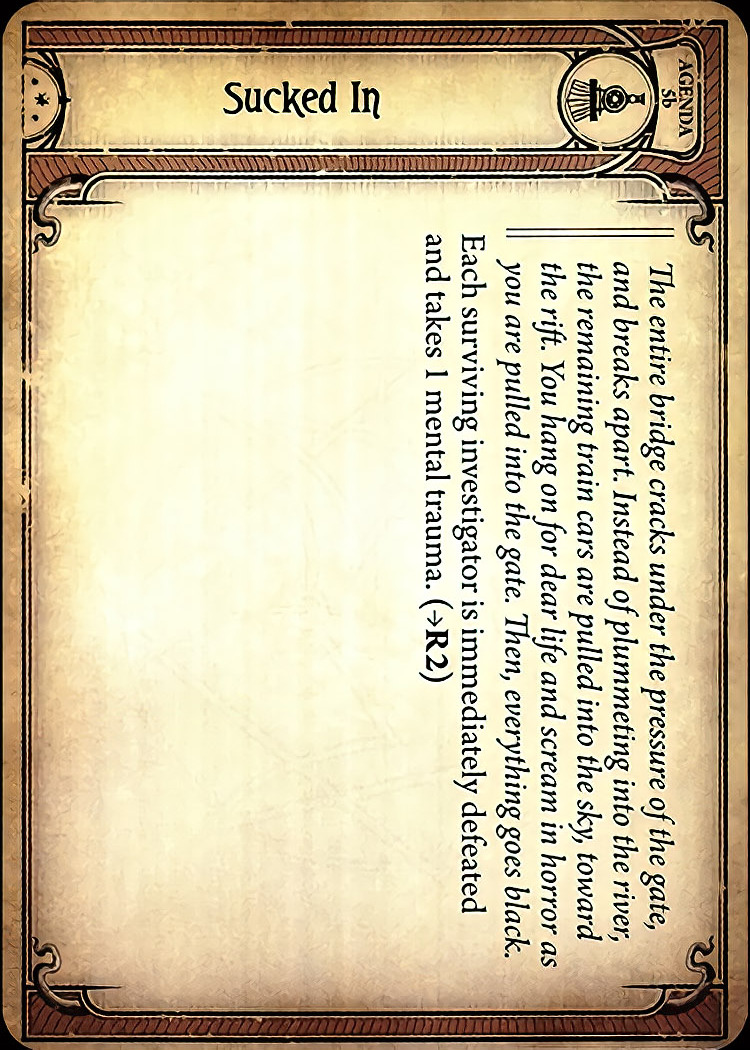 AGENDA
5b
The entire bridge cracks under the pressure of the gate,
and breaks apart. Instead of plummeting into the river,
the remaining train cars are pulled into the sky, toward
the rift. You hang on for dear life and scream in horror as
you are pulled into the gate. Then, everything goes black.
Each surviving investigator is immediately defeated
and takes 1 mental trauma. (→R2)
Sucked In